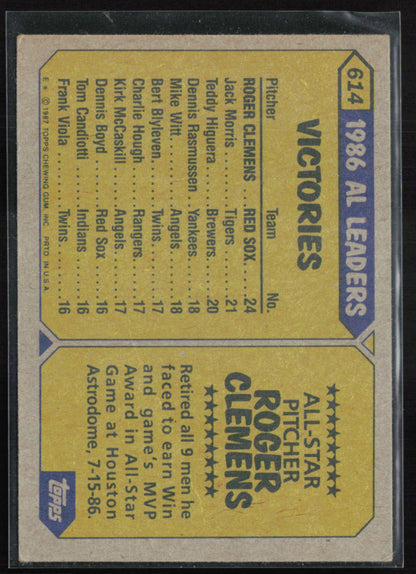 614 1986 AL LEADERS
VICTORIES
Pitcher Team No.
ROGER CLEMENS.... RED SOX.... 24
Jack Morris........ Tigers........ 21
Teddy Higuera..... Brewers..... 20
Dennis Rasmussen.. Yankees..... 18
Mike Witt......... Angels....... 18
Bert Blyleven...... Twins........ 17
Charlie Hough..... Rangers...... 17
Kirk McCaskill..... Angels....... 17
Dennis Boyd....... Red Sox...... 16
Tom Candiotti..... Indians...... 16
Frank Viola........ Twins........ 16
E * © 1987 TOPPS CHEWING GUM, INC. PRTD. IN U.S.A.
ALL-STAR
PITCHER
ROGER
CLEMENS
Retired all 9 men he
faced to earn Win
and game's MVP
Award in All-Star
Game at Houston
Astrodome, 7-15-86.
topps